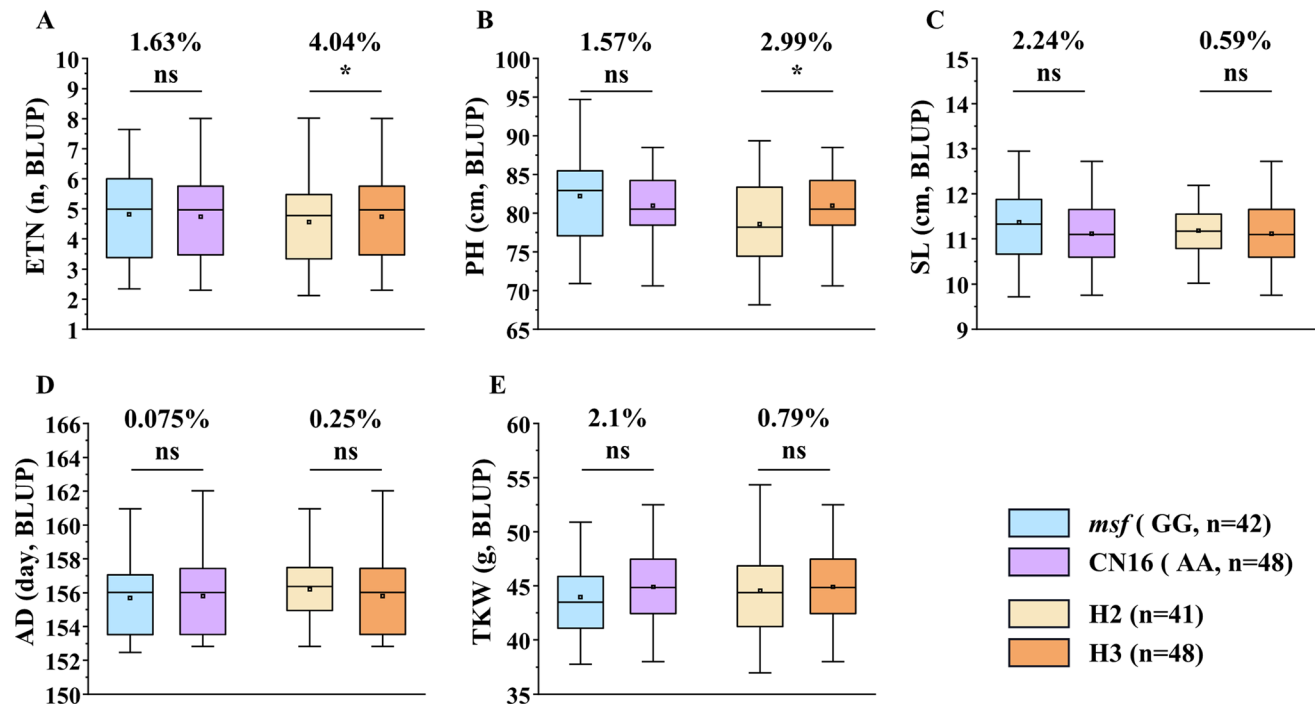 A
1.63%
4.04%
ns
*
ETN (n, BLUP)
10
9
8
7
6
5
4
3
2
1
B
1.57%
2.99%
ns
*
PH (cm, BLUP)
100
95
90
85
80
75
70
65
C
2.24%
0.59%
ns
ns
SL (cm, BLUP)
15
14
13
12
11
10
9
D
0.075%
0.25%
ns
ns
AD (day, BLUP)
166
164
162
160
158
156
154
152
150
E
2.1%
0.79%
ns
ns
TKW (g, BLUP)
60
55
50
45
40
35
msf ( GG, n=42)
CN16 ( AA, n=48)
H2 (n=41)
H3 (n=48)